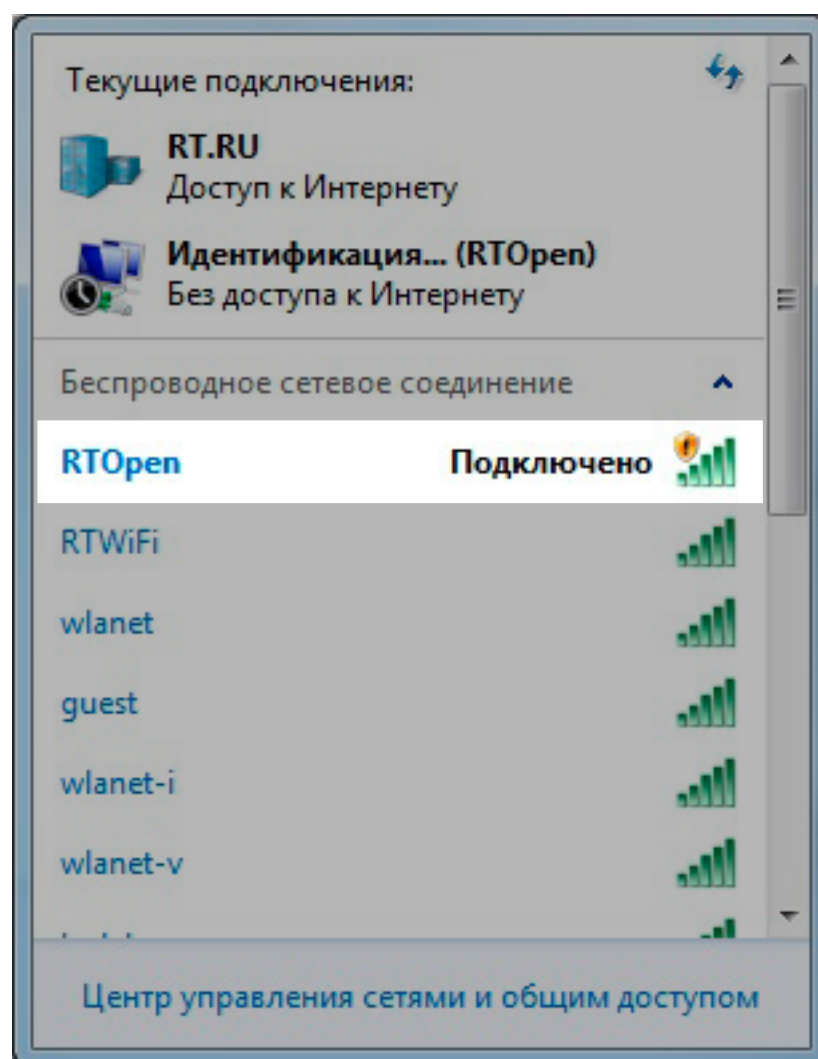 Текущие подключения:
RT.RU
Доступ к Интернету
Идентификация... (RTOpen)
Без доступа к Интернету
Беспроводное сетевое соединение
RTOpen Подключено
RTWiFi
wlanet
guest
wlanet-i
wlanet-v
Центр управления сетями и общим доступом